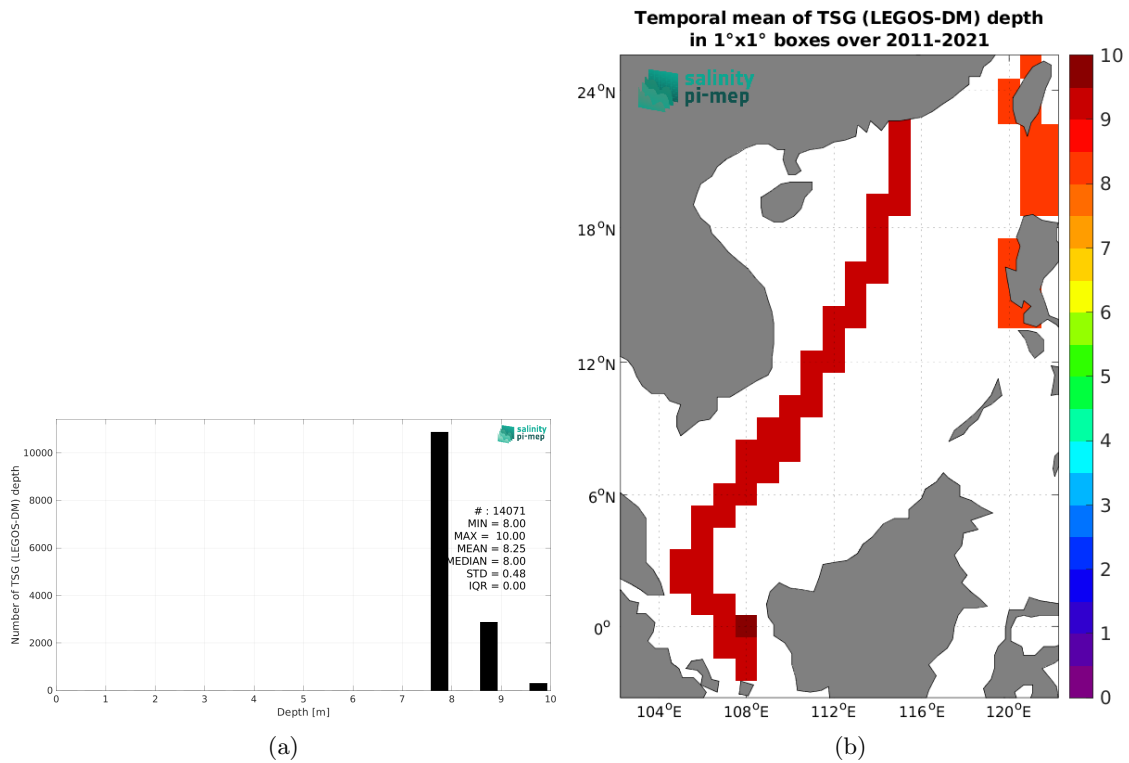 Temporal mean of TSG (LEGOS-DM) depth
in 1°x1° boxes over 2011-2021
salinity
pi-mep
24°N
18°N
12°N
6°N
0°
104°E
108°E
112°E
116°E
120°E
10
9
8
7
6
5
4
3
2
1
0
salinity
pi-mep
Number of TSG (LEGOS-DM) depth
10000
8000
6000
4000
2000
0
# : 14071
MIN = 8.00
MAX = 10.00
MEAN = 8.25
MEDIAN = 8.00
STD = 0.48
IQR = 0.00
0 1 2 3 4 5 6 7 8 9 10
Depth [m]
(a)
(b)